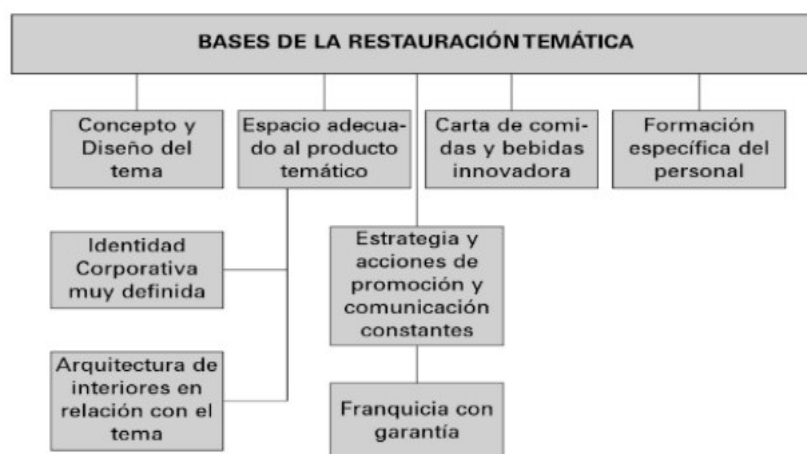 BASES DE LA RESTAURACIÓN TEMÁTICA
Concepto y
Diseño del
tema
Espacio adecua-
do al producto
temático
Carta de comi-
das y bebidas
innovadora
Formación
específica del
personal
Identidad
Corporativa
muy definida
Estrategia y
acciones de
promoción y
comunicación
constantes
Arquitectura de
interiores en
relación con el
tema
Franquicia con
garantía